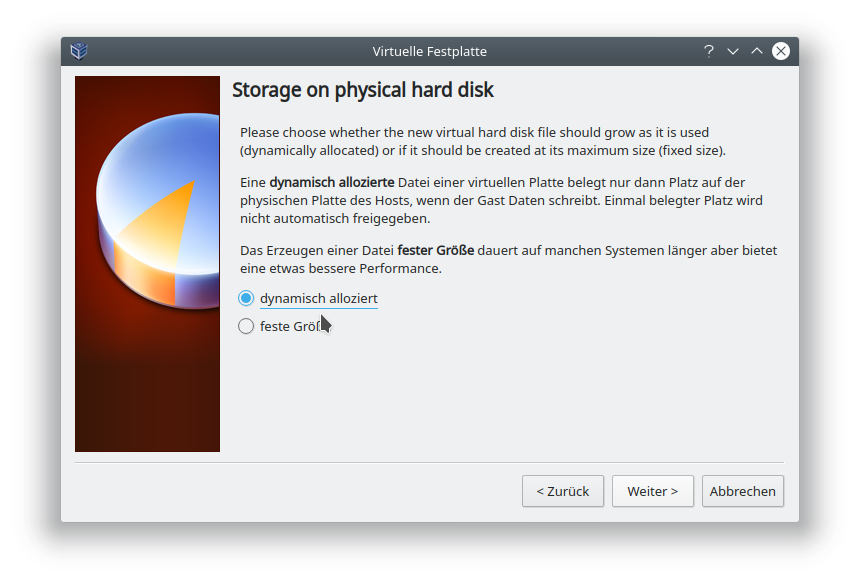 Virtuelle Festplatte
Storage on physical hard disk
Please choose whether the new virtual hard disk file should grow as it is used
(dynamically allocated) or if it should be created at its maximum size (fixed size).
Eine dynamisch allozierte Datei einer virtuellen Platte belegt nur dann Platz auf der
physischen Platte des Hosts, wenn der Gast Daten schreibt. Einmal belegter Platz wird
nicht automatisch freigegeben.
Das Erzeugen einer Datei fester Größe dauert auf manchen Systemen länger aber bietet
eine etwas bessere Performance.
dynamisch alloziert
feste Größe
< Zurück
Weiter >
Abbrechen